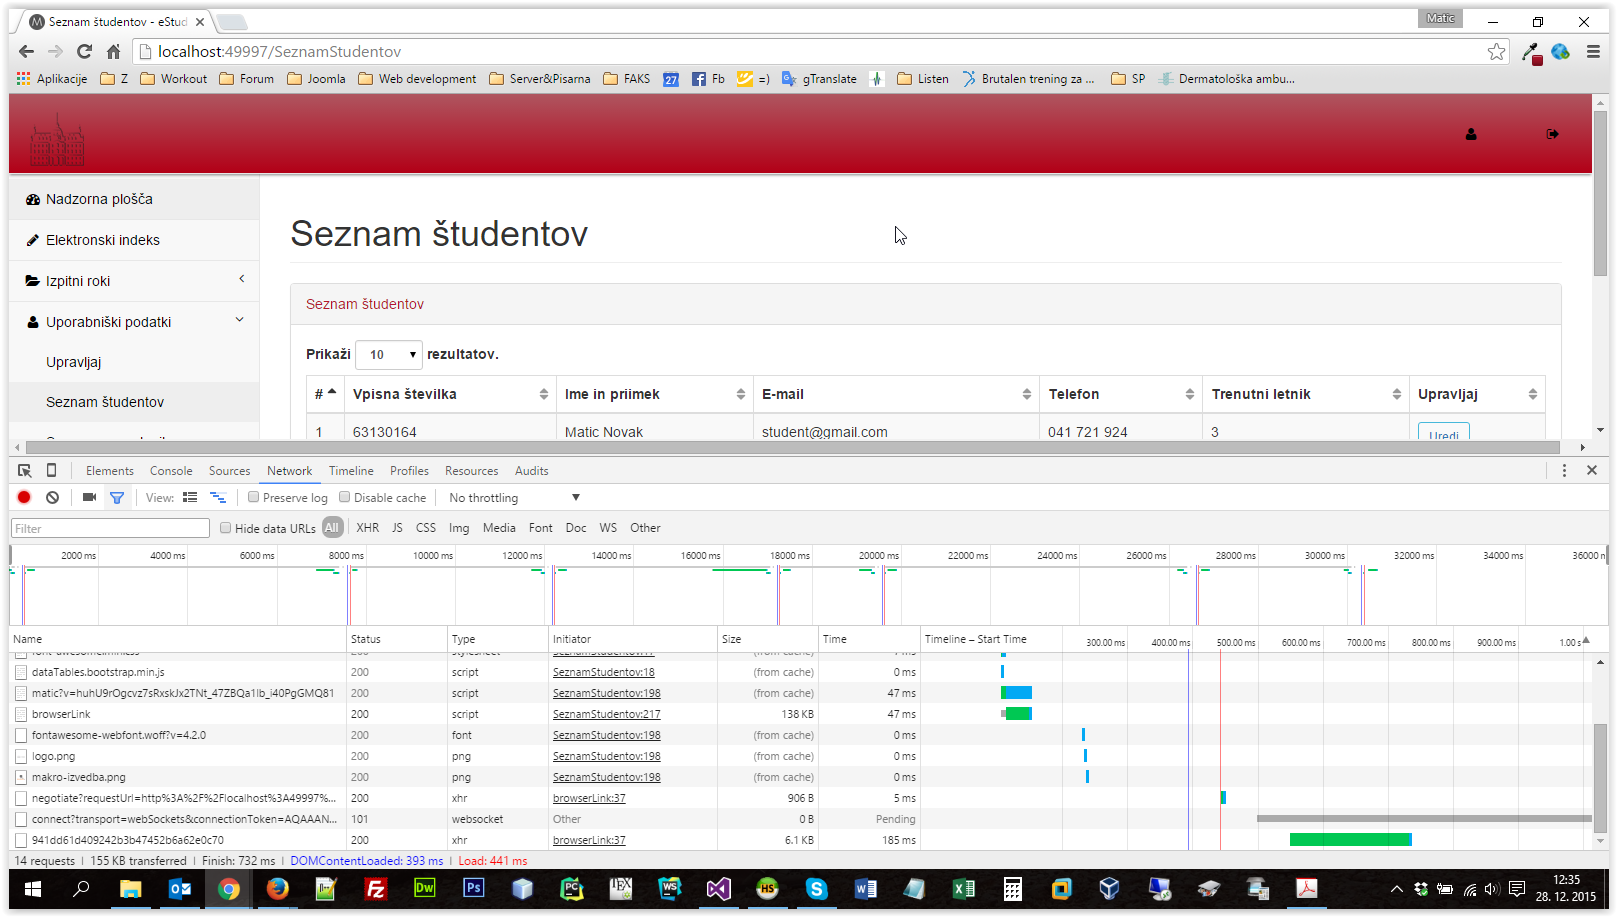 Seznam študentov - eStud
Matic
localhost:49997/SeznamStudentov
Aplikacije Z Workout Forum Joomla Web development Server&Pisarna FAKS 27 Fb =) gTranslate Listen Brutalen trening za ... SP Dermatološka ambu...
Nadzorna plošča
Elektronski indeks
Izpitni roki
Uporabniški podatki
Upravljaj
Seznam študentov
Seznam študentov
Seznam študentov
Prikaži 10 rezultatov.
# Vpisna številka Ime in priimek E-mail Telefon Trenutni letnik Upravljaj
1 63130164 Matic Novak student@gmail.com 041 721 924 3 Uredi
Elements Console Sources Network Timeline Profiles Resources Audits
View: Preserve log Disable cache No throttling
Filter Hide data URLs All XHR JS CSS Img Media Font Doc WS Other
2000 ms 4000 ms 6000 ms 8000 ms 10000 ms 12000 ms 14000 ms 16000 ms 18000 ms 20000 ms 22000 ms 24000 ms 26000 ms 28000 ms 30000 ms 32000 ms 34000 ms 36000 n
Name Status Type Initiator Size Time Timeline – Start Time 300.00 ms 400.00 ms 500.00 ms 600.00 ms 700.00 ms 800.00 ms 900.00 ms 1.00 s
dataTables.bootstrap.min.js 200 script SeznamStudentov:18 (from cache) 0 ms
matic?v=huhU9rOgcvz7sRxskJx2TNt_47ZBQa1lb_i40PgGMQ81 200 script SeznamStudentov:198 (from cache) 47 ms
browserLink 200 script SeznamStudentov:217 138 KB 47 ms
fontawesome-webfont.woff?v=4.2.0 200 font SeznamStudentov:198 (from cache) 0 ms
logo.png 200 png SeznamStudentov:198 (from cache) 0 ms
makro-izvedba.png 200 png SeznamStudentov:198 (from cache) 0 ms
negotiate?requestUrl=http%3A%2F%2Flocalhost%3A49997%... 200 xhr browserLink:37 906 B 5 ms
connect?transport=webSockets&connectionToken=AQAAAN... 101 websocket Other 0 B Pending
941dd61d409242b3b47452b6a62e0c70 200 xhr browserLink:37 6.1 KB 185 ms
14 requests | 155 KB transferred | Finish: 732 ms | DOMContentLoaded: 393 ms | Load: 441 ms
Dw Ps PC TEX WS HS
12:35
28. 12. 2015